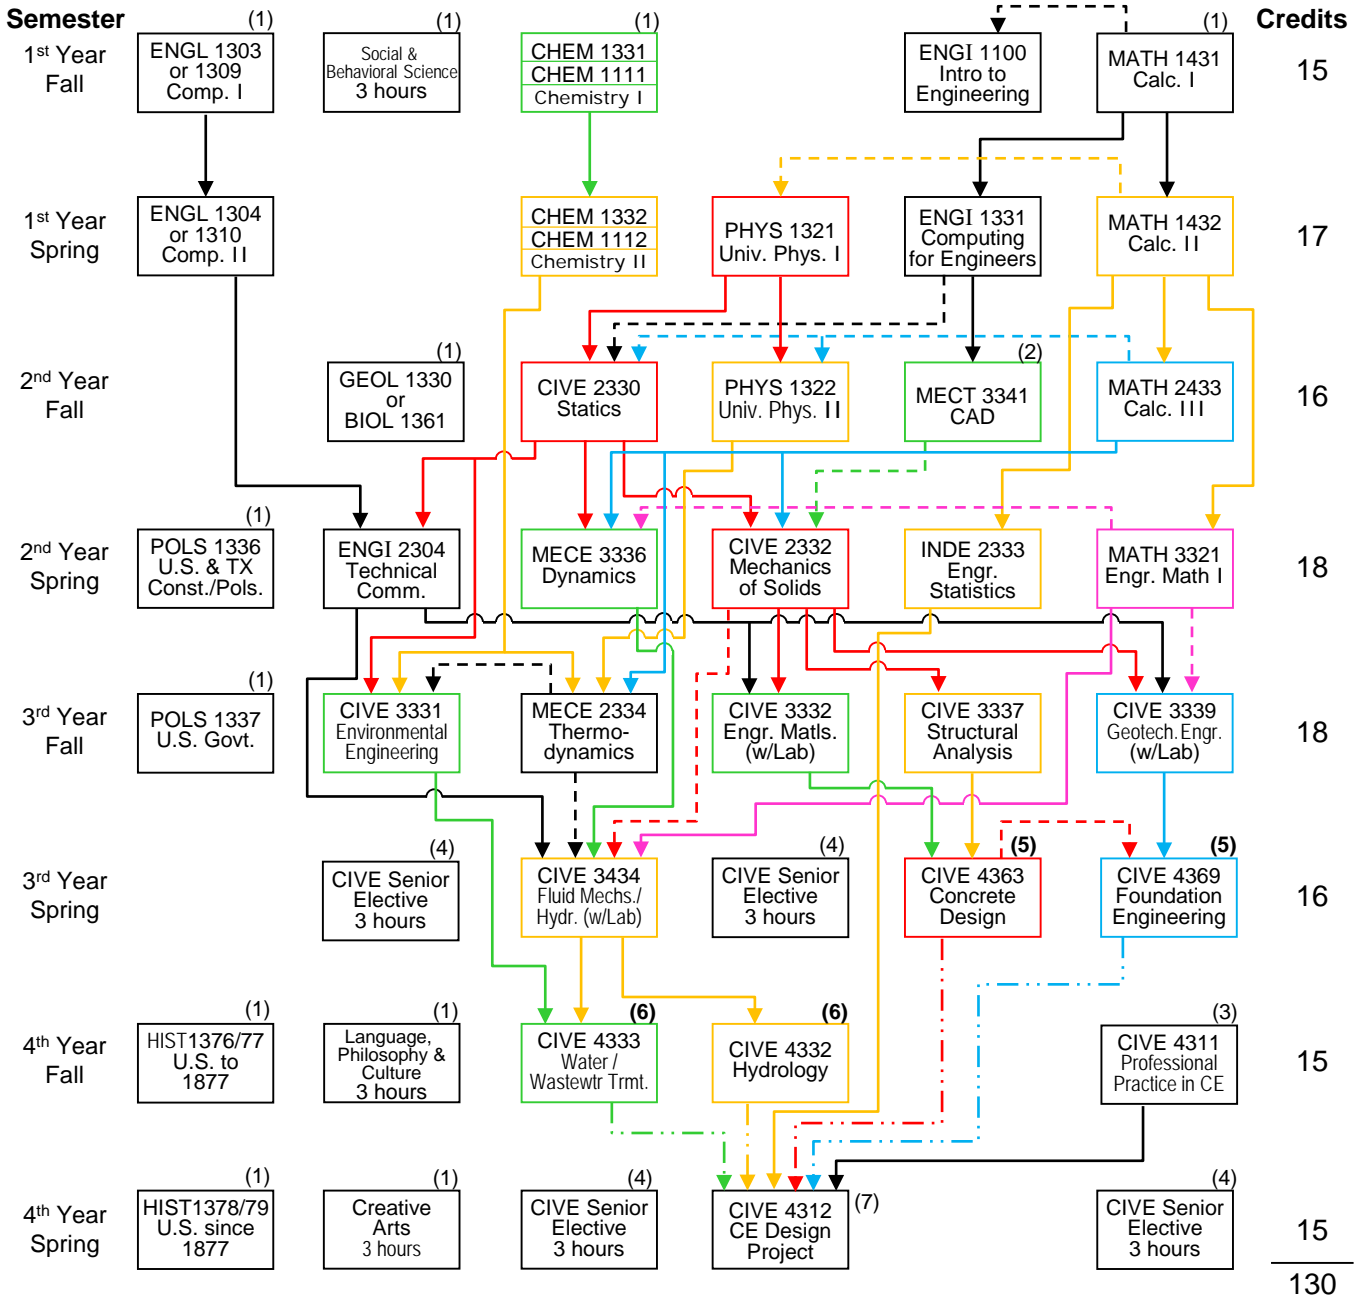 Semester
Credits
1st Year
Fall
(1)
ENGL 1303
or 1309
Comp. I
(1)
Social &
Behavioral Science
3 hours
(1)
CHEM 1331
CHEM 1111
Chemistry I
ENGI 1100
Intro to
Engineering
(1)
MATH 1431
Calc. I
15
1st Year
Spring
ENGL 1304
or 1310
Comp. II
CHEM 1332
CHEM 1112
Chemistry II
PHYS 1321
Univ. Phys. I
ENGI 1331
Computing
for Engineers
MATH 1432
Calc. II
17
2nd Year
Fall
(1)
GEOL 1330
or
BIOL 1361
CIVE 2330
Statics
PHYS 1322
Univ. Phys. II
(2)
MECT 3341
CAD
MATH 2433
Calc. III
16
2nd Year
Spring
(1)
POLS 1336
U.S. & TX
Const./Pols.
ENGI 2304
Technical
Comm.
MECE 3336
Dynamics
CIVE 2332
Mechanics
of Solids
INDE 2333
Engr.
Statistics
MATH 3321
Engr. Math I
18
3rd Year
Fall
(1)
POLS 1337
U.S. Govt.
CIVE 3331
Environmental
Engineering
MECE 2334
Thermo-
dynamics
CIVE 3332
Engr. Matls.
(w/Lab)
CIVE 3337
Structural
Analysis
CIVE 3339
Geotech. Engr.
(w/Lab)
18
3rd Year
Spring
(4)
CIVE Senior
Elective
3 hours
CIVE 3434
Fluid Mechs./
Hydr. (w/Lab)
(4)
CIVE Senior
Elective
3 hours
(5)
CIVE 4363
Concrete
Design
(5)
CIVE 4369
Foundation
Engineering
16
4th Year
Fall
(1)
HIST1376/77
U.S. to
1877
(1)
Language,
Philosophy &
Culture
3 hours
(6)
CIVE 4333
Water /
Wastewtr Trmt.
(6)
CIVE 4332
Hydrology
(3)
CIVE 4311
Professional
Practice in CE
15
4th Year
Spring
(1)
HIST1378/79
U.S. since
1877
(1)
Creative
Arts
3 hours
(4)
CIVE Senior
Elective
3 hours
CIVE 4312
CE Design
Project
(7)
(4)
CIVE Senior
Elective
3 hours
15
130